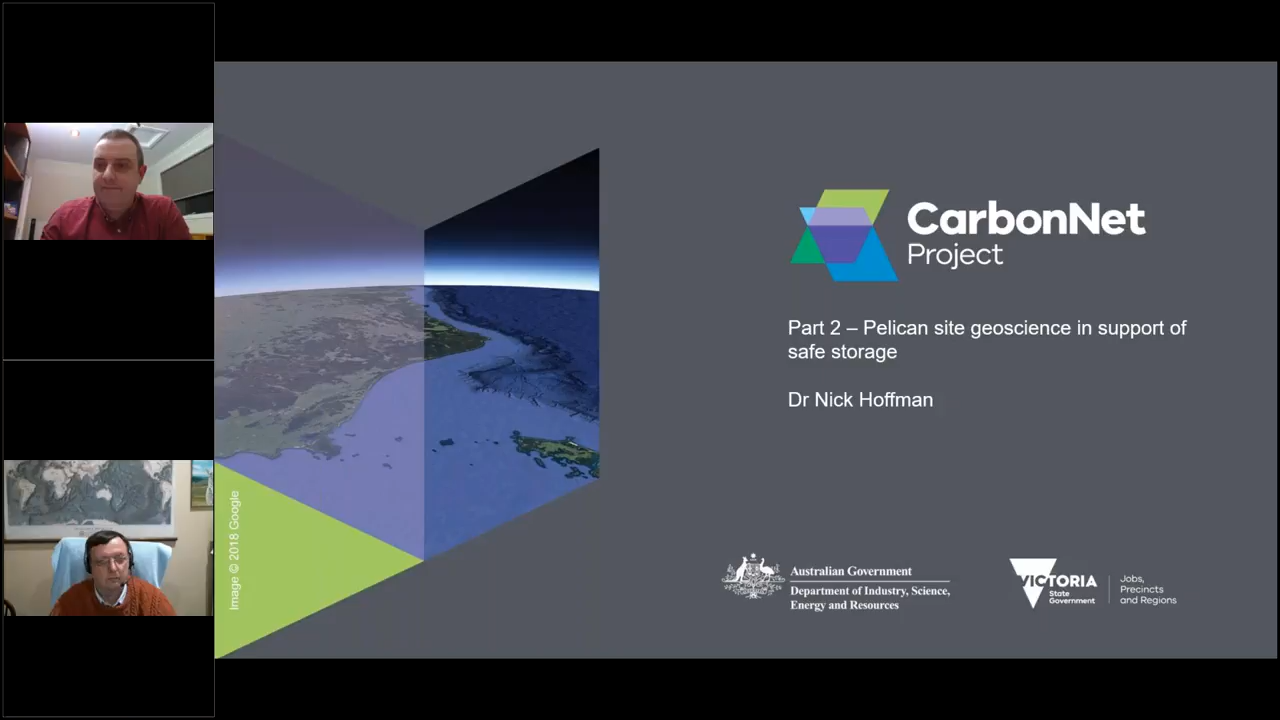 CarbonNet
Project
Part 2 – Pelican site geoscience in support of
safe storage
Dr Nick Hoffman
Image © 2018 Google
Australian Government
Department of Industry, Science,
Energy and Resources
VICTORIA
State
Government
Jobs,
Precincts
and Regions